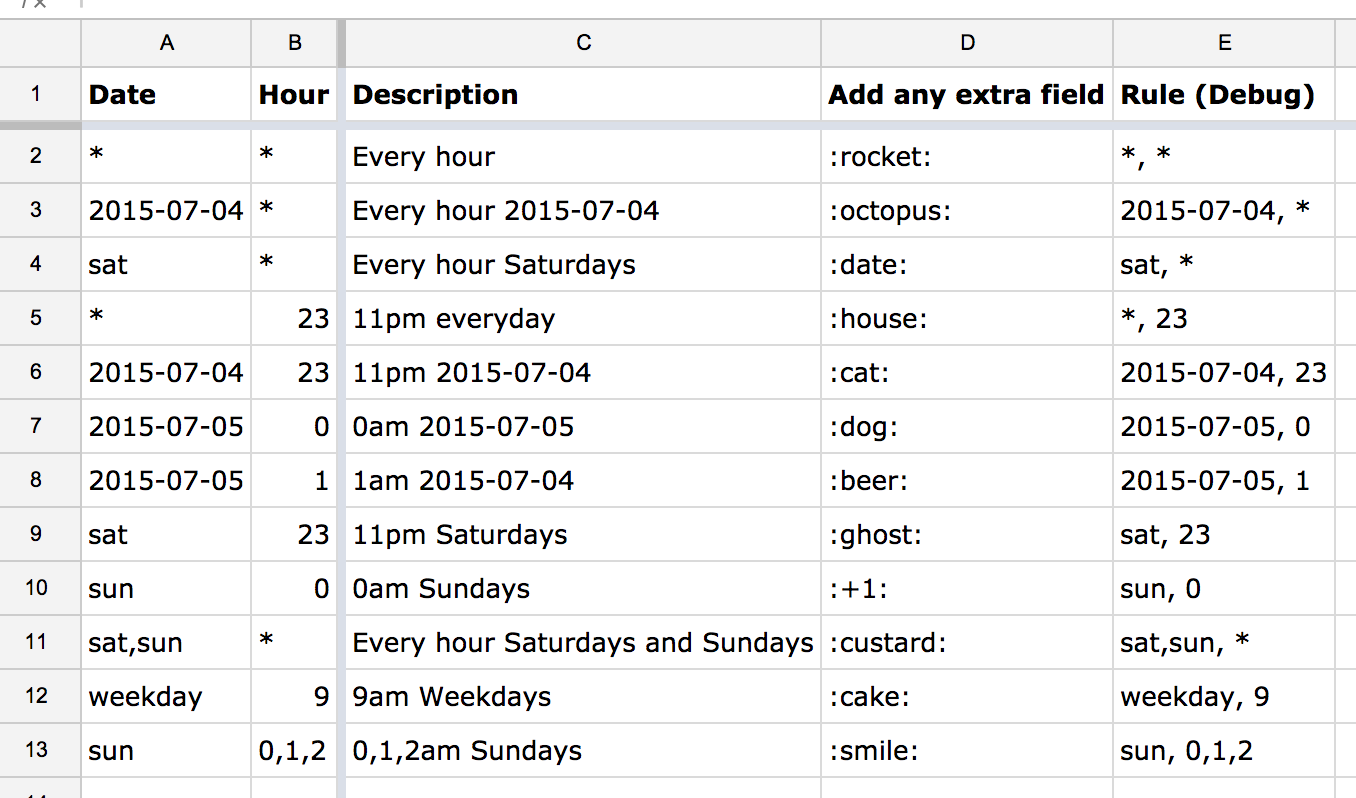 A B C D E
1 Date Hour Description Add any extra field Rule (Debug)
2 * * Every hour :rocket: *, *
3 2015-07-04 * Every hour 2015-07-04 :octopus: 2015-07-04, *
4 sat * Every hour Saturdays :date: sat, *
5 * 23 11pm everyday :house: *, 23
6 2015-07-04 23 11pm 2015-07-04 :cat: 2015-07-04, 23
7 2015-07-05 0 0am 2015-07-05 :dog: 2015-07-05, 0
8 2015-07-05 1 1am 2015-07-04 :beer: 2015-07-05, 1
9 sat 23 11pm Saturdays :ghost: sat, 23
10 sun 0 0am Sundays :+1: sun, 0
11 sat,sun * Every hour Saturdays and Sundays :custard: sat,sun, *
12 weekday 9 9am Weekdays :cake: weekday, 9
13 sun 0,1,2 0,1,2am Sundays :smile: sun, 0,1,2